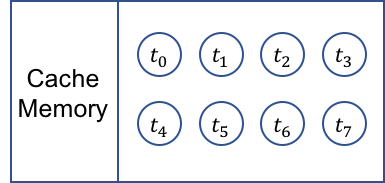 Cache
Memory
t₀ t₁ t₂ t₃
t₄ t₅ t₆ t₇